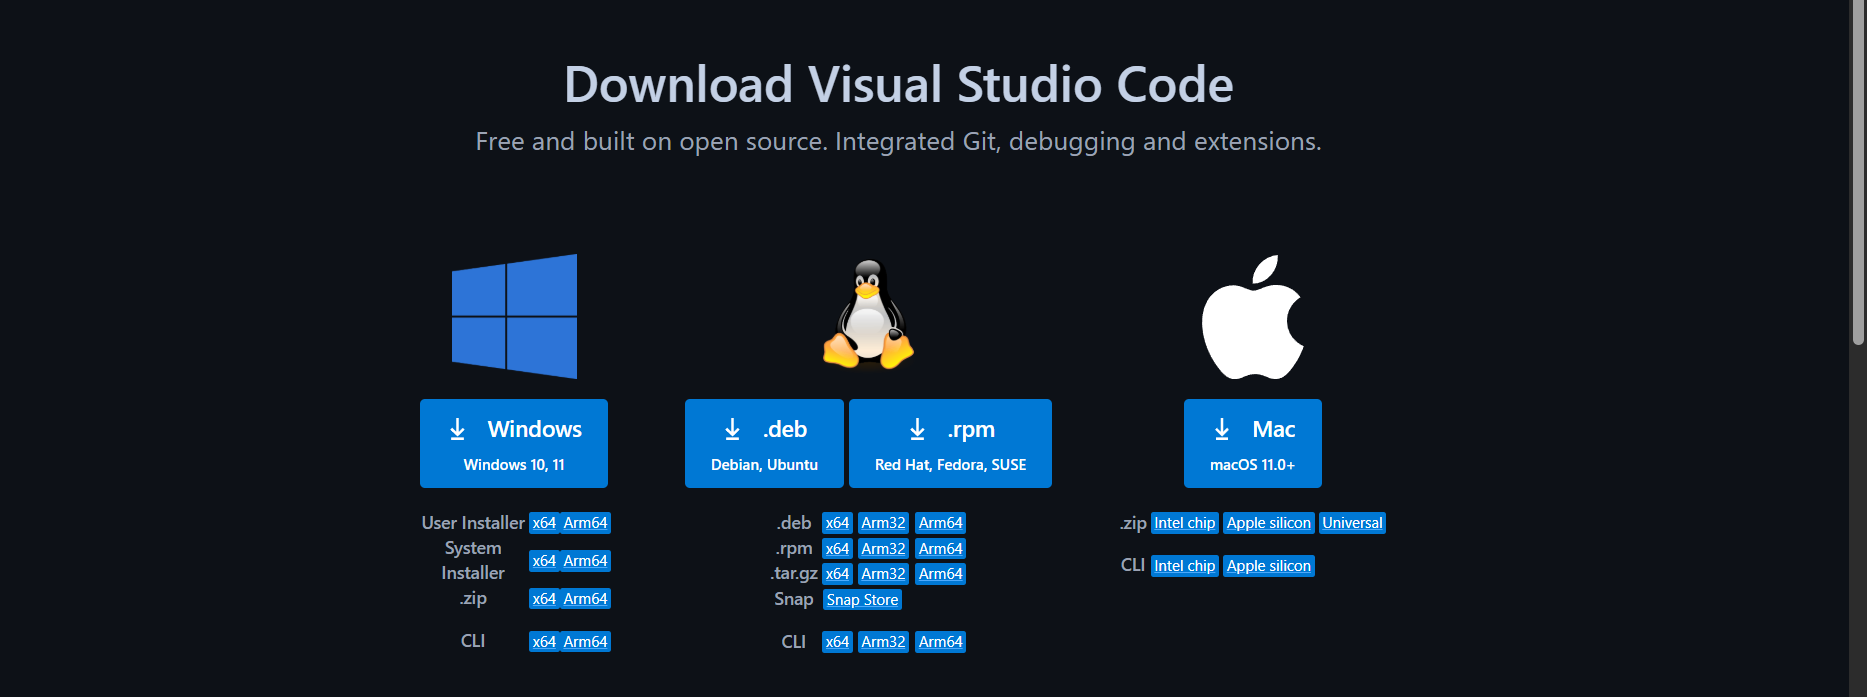 Download Visual Studio Code
Free and built on open source. Integrated Git, debugging and extensions.
Windows
Windows 10, 11
User Installer x64 Arm64
System
Installer x64 Arm64
.zip x64 Arm64
CLI x64 Arm64
.deb
Debian, Ubuntu
.rpm
Red Hat, Fedora, SUSE
.deb x64 Arm32 Arm64
.rpm x64 Arm32 Arm64
.tar.gz x64 Arm32 Arm64
Snap Snap Store
CLI x64 Arm32 Arm64
Mac
macOS 11.0+
.zip Intel chip Apple silicon Universal
CLI Intel chip Apple silicon